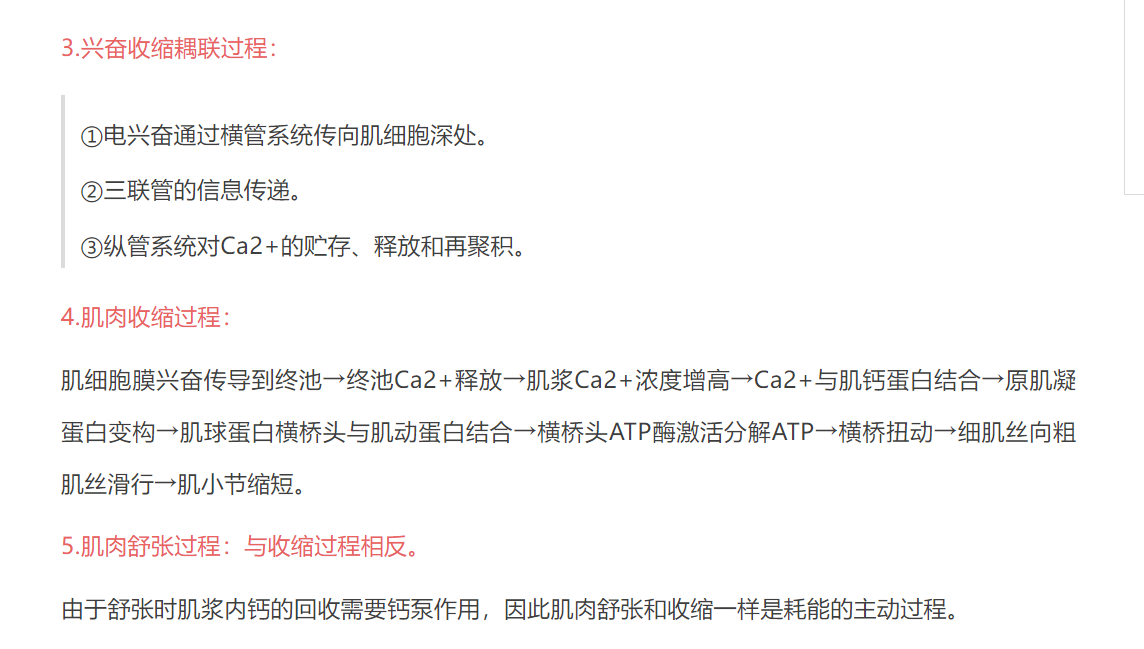 3.兴奋收缩耦联过程：
①电兴奋通过横管系统传向肌细胞深处。
②三联管的信息传递。
③纵管系统对Ca2+的贮存、释放和再聚积。
4.肌肉收缩过程：
肌细胞膜兴奋传导到终池→终池Ca2+释放→肌浆Ca2+浓度增高→Ca2+与肌钙蛋白结合→原肌凝
蛋白变构→肌球蛋白横桥头与肌动蛋白结合→横桥头ATP酶激活分解ATP→横桥扭动→细肌丝向粗
肌丝滑行→肌小节缩短。
5.肌肉舒张过程：与收缩过程相反。
由于舒张时肌浆内钙的回收需要钙泵作用，因此肌肉舒张和收缩一样是耗能的主动过程。